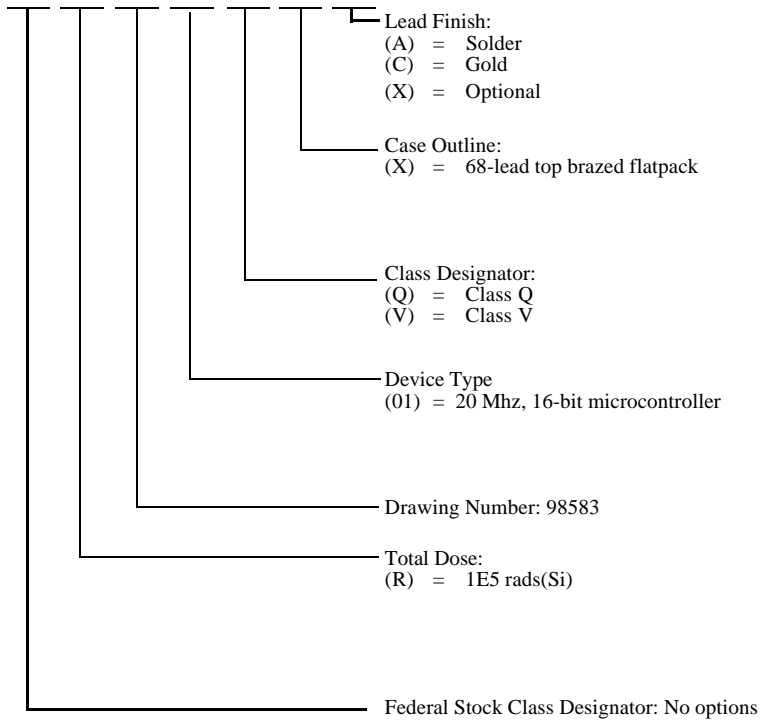 Lead Finish:
(A) = Solder
(C) = Gold
(X) = Optional
Case Outline:
(X) = 68-lead top brazed flatpack
Class Designator:
(Q) = Class Q
(V) = Class V
Device Type
(01) = 20 Mhz, 16-bit microcontroller
Drawing Number: 98583
Total Dose:
(R) = 1E5 rads(Si)
Federal Stock Class Designator: No options